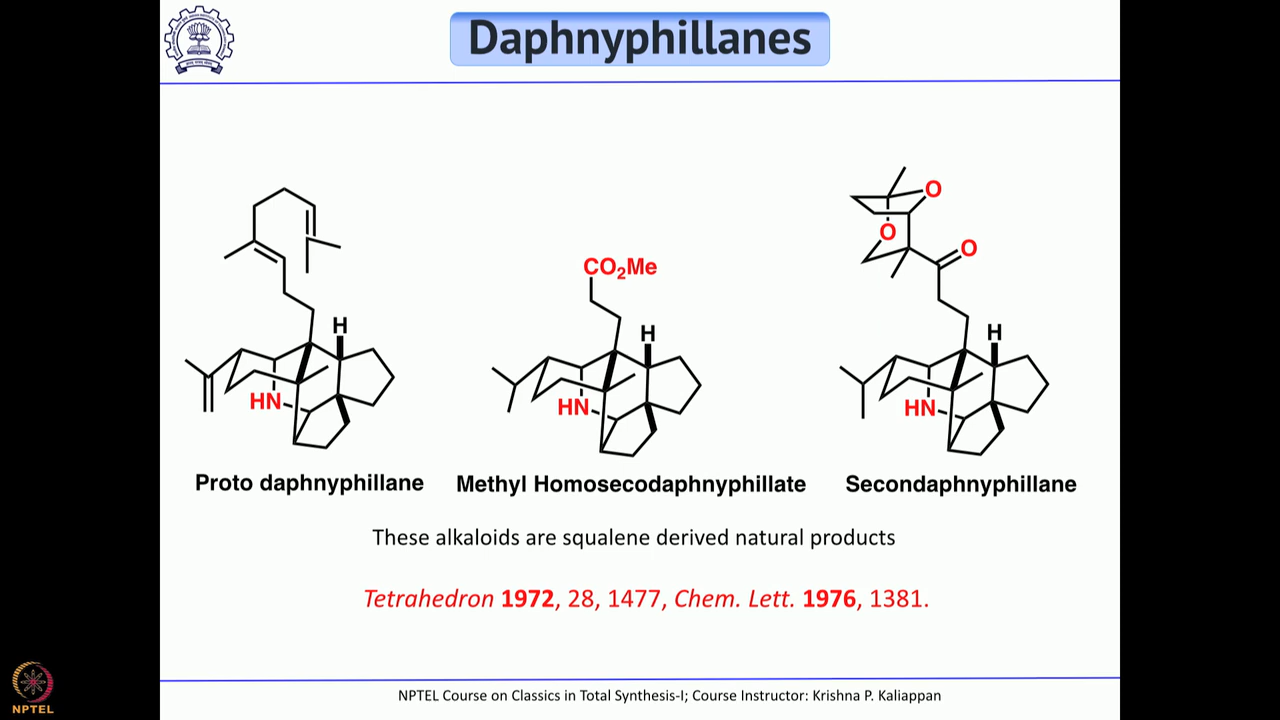 Daphnyphillanes
O
O
O
CO₂Me
H
H
H
HN
HN
HN
Proto daphnyphillane
Methyl Homosecodaphnyphillate
Secondaphnyphillane
These alkaloids are squalene derived natural products
Tetrahedron 1972, 28, 1477, Chem. Lett. 1976, 1381.
NPTEL Course on Classics in Total Synthesis-I; Course Instructor: Krishna P. Kaliappan
NPTEL